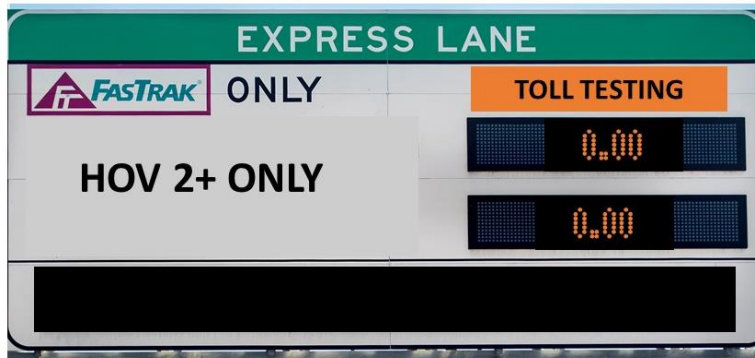 EXPRESS LANE
FASTRAK ONLY
TOLL TESTING
HOV 2+ ONLY
0.00
0.00